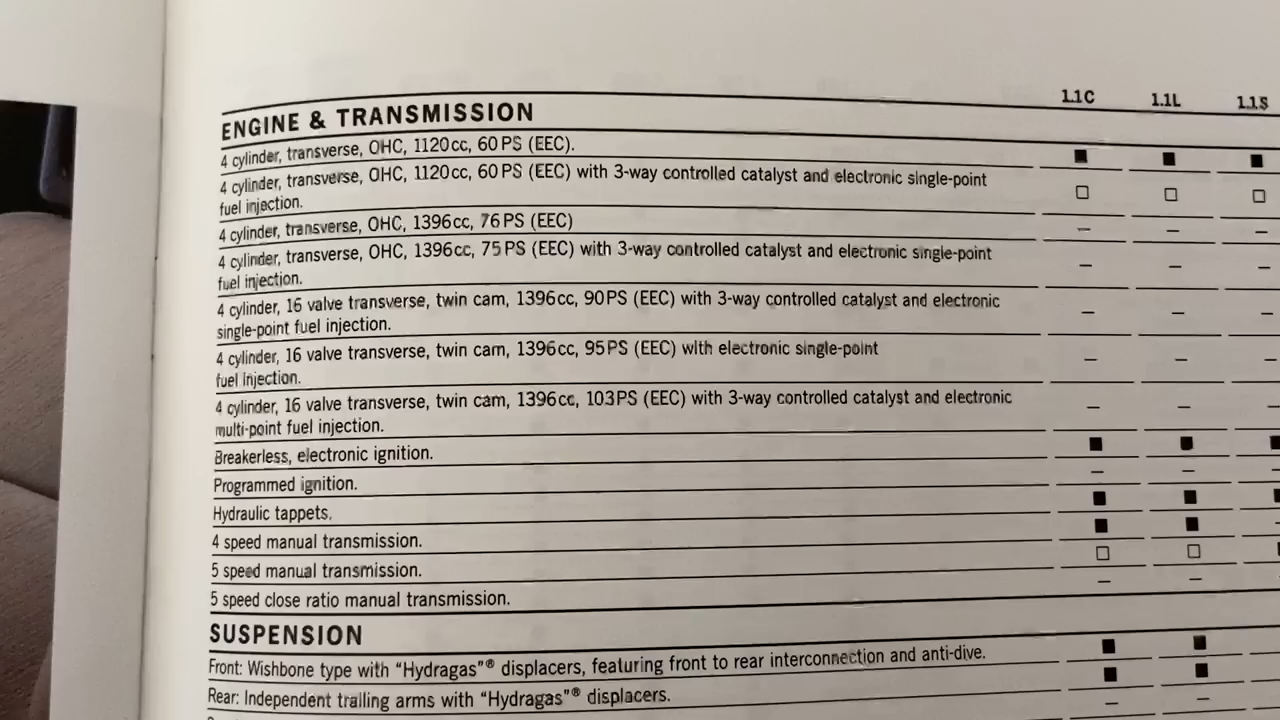 1.1C 1.1L 1.1S
ENGINE & TRANSMISSION
4 cylinder, transverse, OHC, 1120cc, 60PS (EEC). ■ ■ ■
4 cylinder, transverse, OHC, 1120cc, 60PS (EEC) with 3-way controlled catalyst and electronic single-point
fuel injection. □ □ □
4 cylinder, transverse, OHC, 1396cc, 76PS (EEC) – – –
4 cylinder, transverse, OHC, 1396cc, 75PS (EEC) with 3-way controlled catalyst and electronic single-point
fuel injection. – – –
4 cylinder, 16 valve transverse, twin cam, 1396cc, 90PS (EEC) with 3-way controlled catalyst and electronic
single-point fuel injection. – – –
4 cylinder, 16 valve transverse, twin cam, 1396cc, 95PS (EEC) with electronic single-point
fuel injection. – – –
4 cylinder, 16 valve transverse, twin cam, 1396cc, 103PS (EEC) with 3-way controlled catalyst and electronic
multi-point fuel injection. – – –
Breakerless, electronic ignition. ■ ■ ■
Programmed ignition. – – –
Hydraulic tappets. ■ ■ ■
4 speed manual transmission. ■ ■ –
5 speed manual transmission. □ □ ■
5 speed close ratio manual transmission. – –
SUSPENSION
Front: Wishbone type with "Hydragas"® displacers, featuring front to rear interconnection and anti-dive. ■ ■
Rear: Independent trailing arms with "Hydragas"® displacers. ■ ■